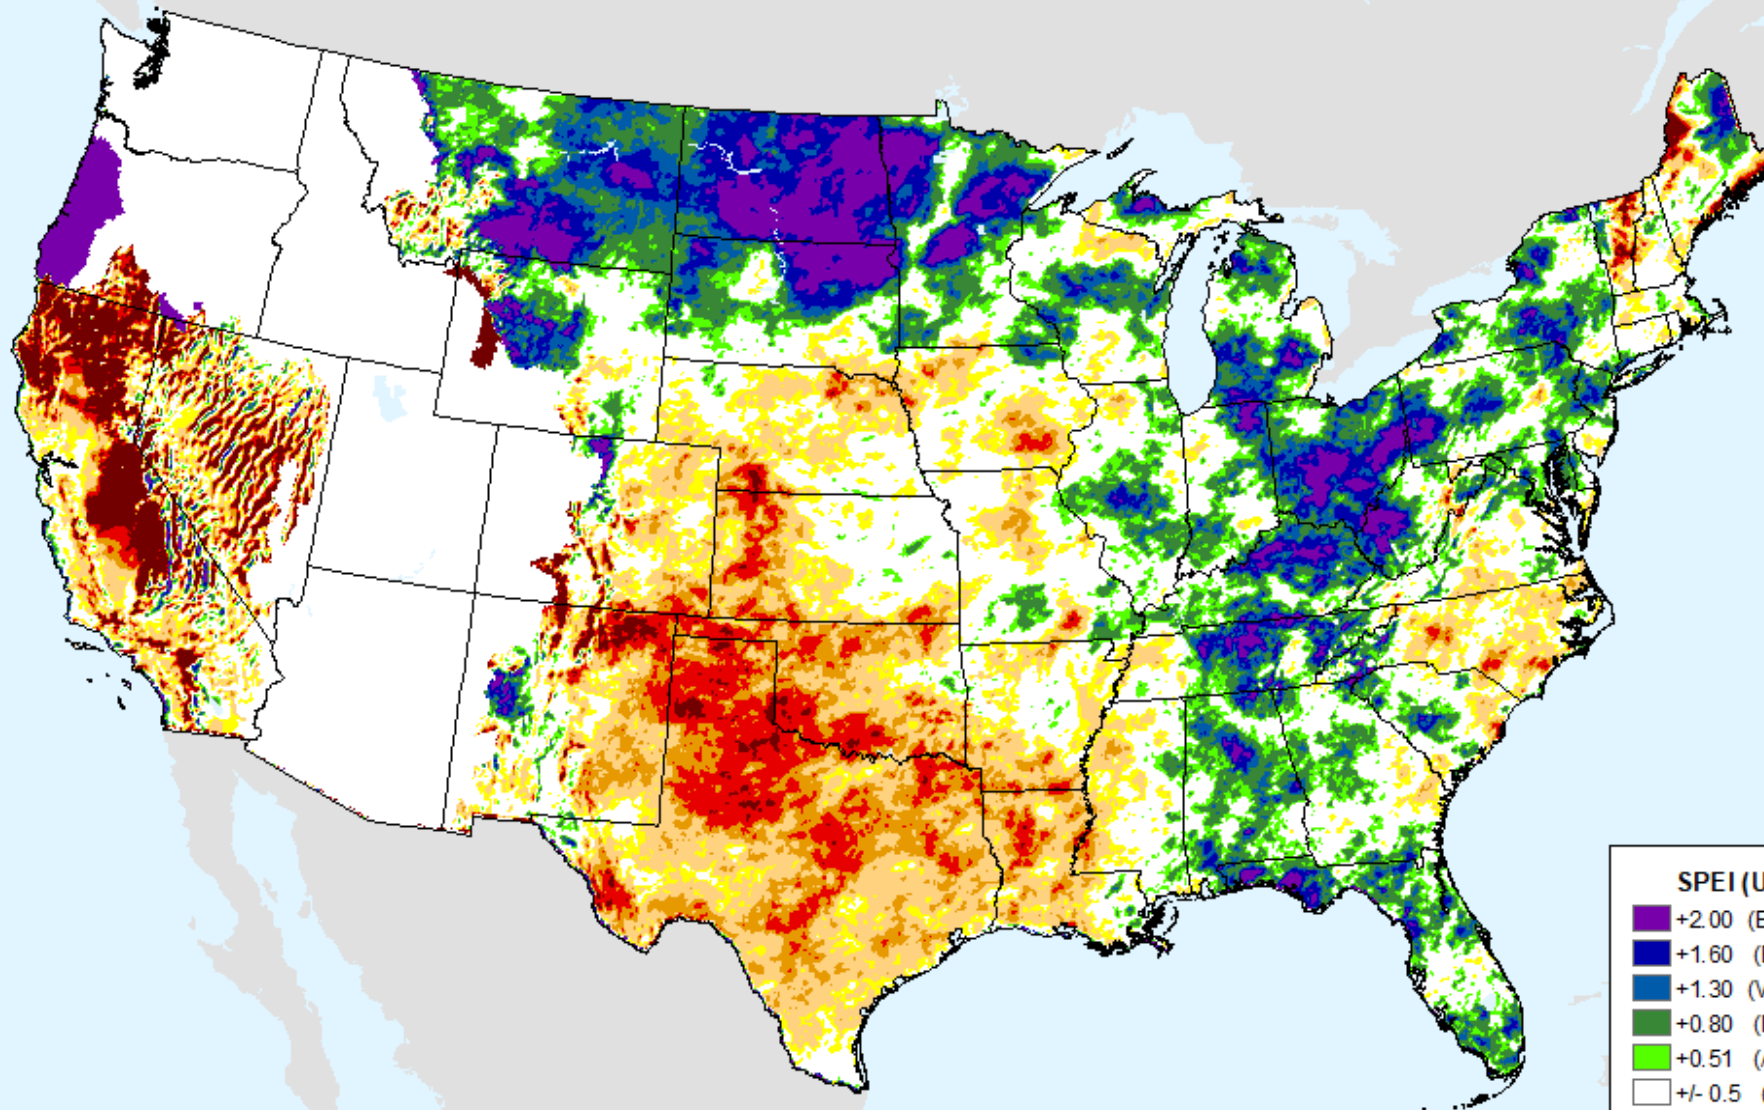 SPEI (U
+2.00 (E
+1.60 (
+1.30 (V
+0.80 (
+0.51 (
+/- 0.5 (